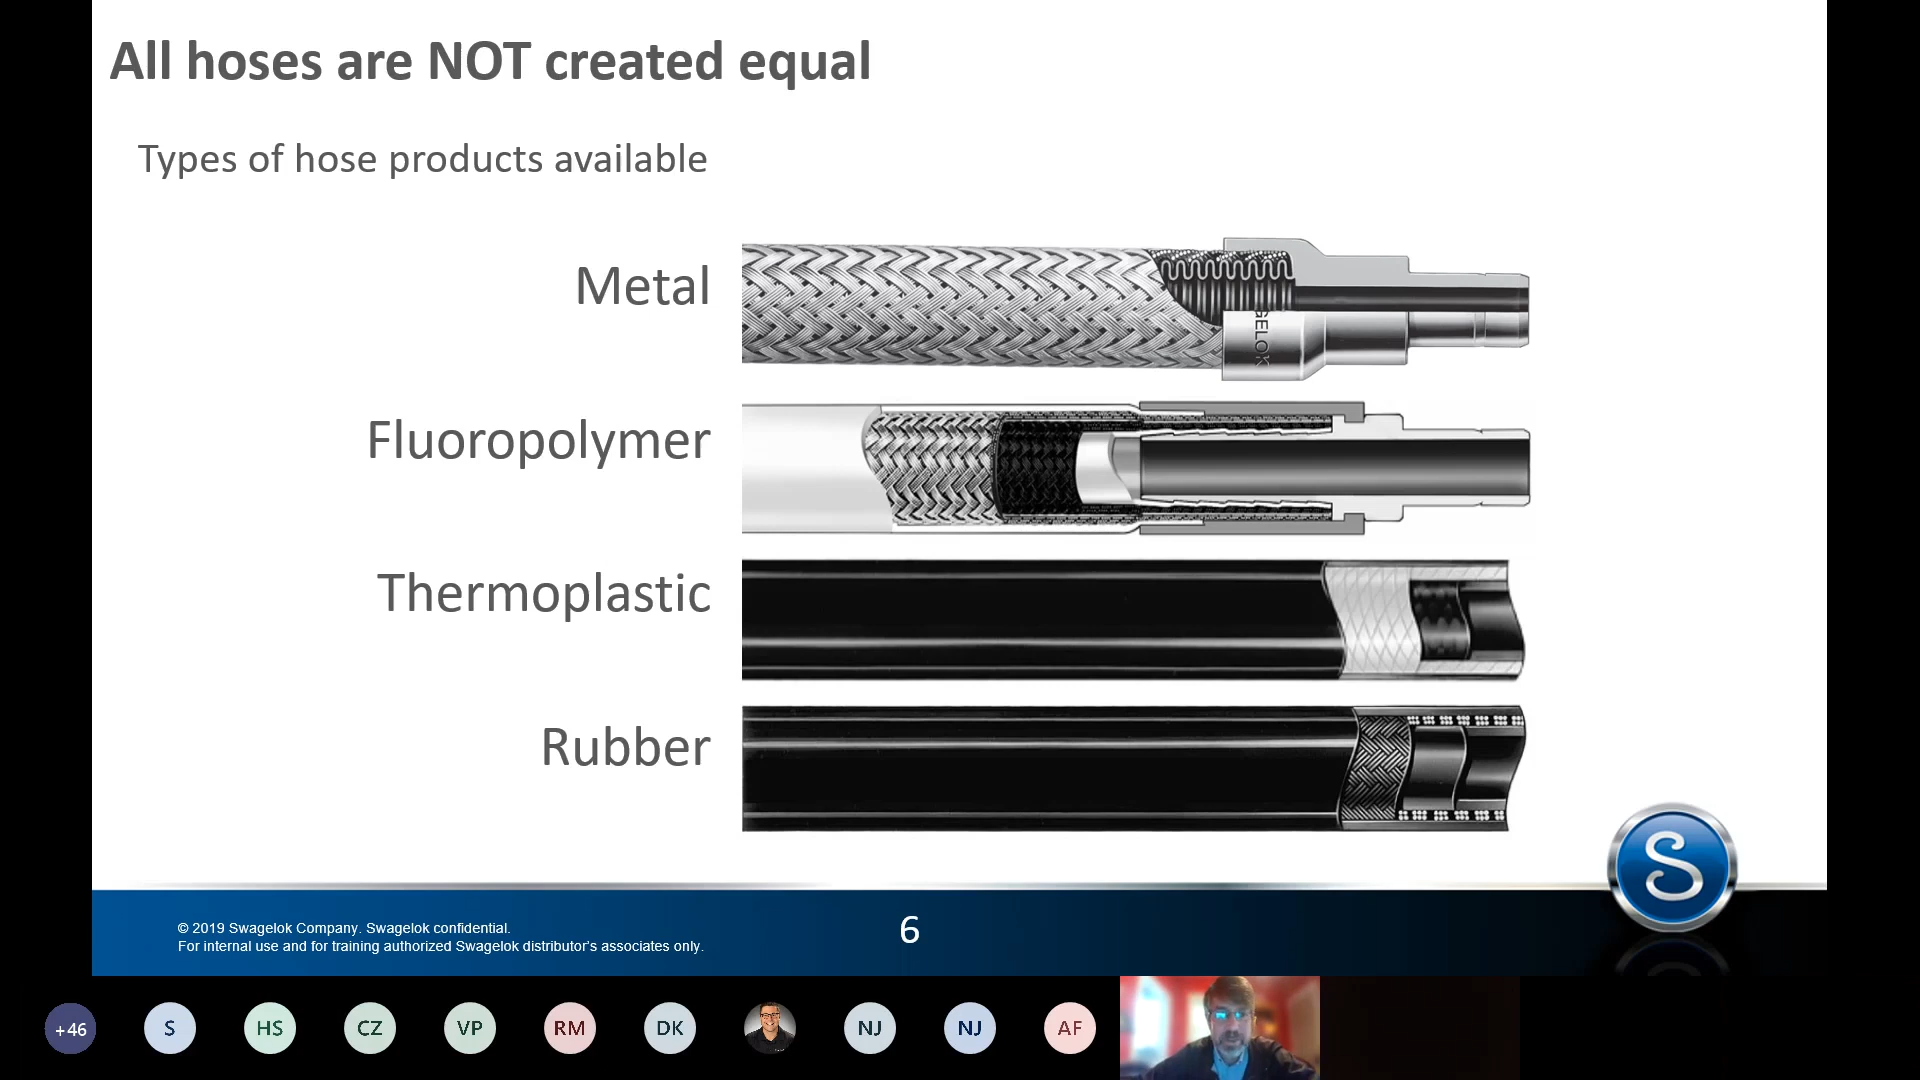 All hoses are NOT created equal
Types of hose products available
Metal
GELOK
Fluoropolymer
Thermoplastic
Rubber
S
© 2019 Swagelok Company. Swagelok confidential.
For internal use and for training authorized Swagelok distributor's associates only.
6
+46
S
HS
CZ
VP
RM
DK
NJ
NJ
AF